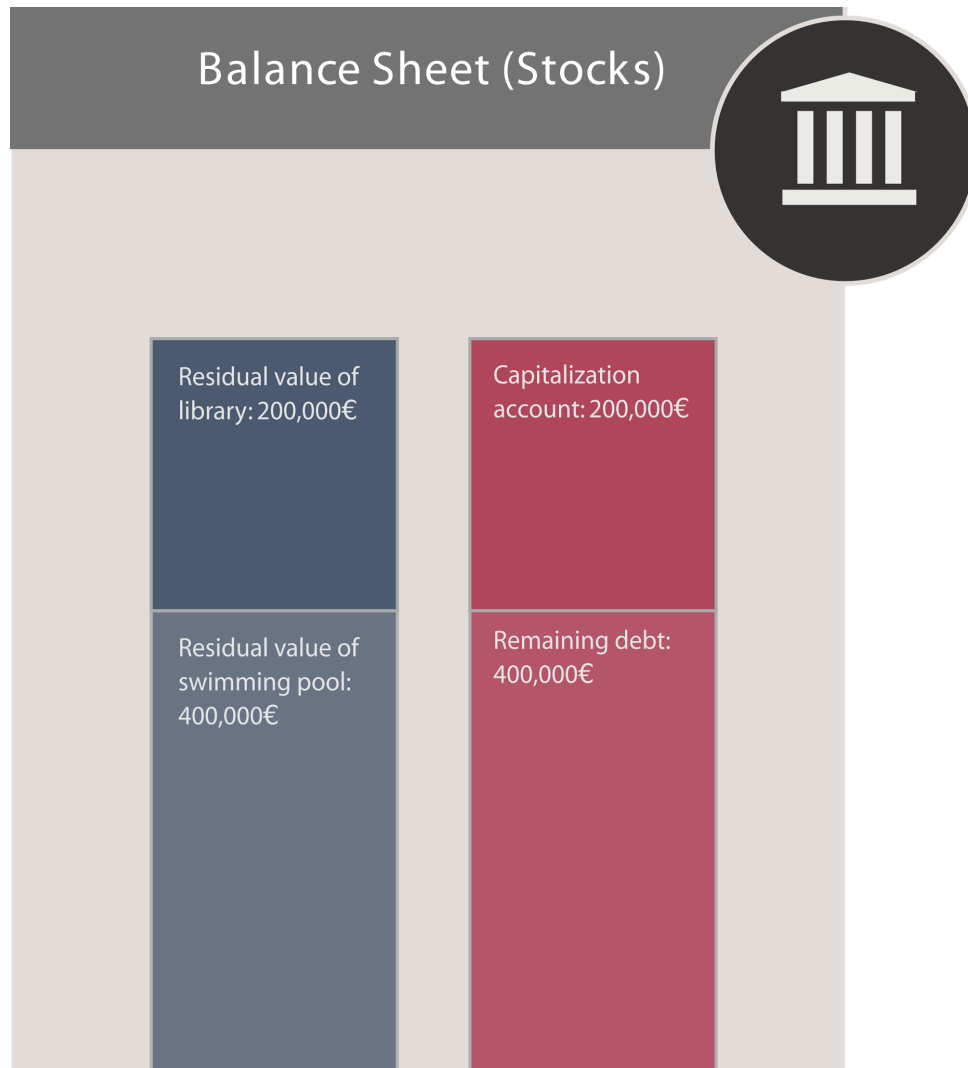 Balance Sheet (Stocks)
Residual value of
library: 200,000€
Residual value of
swimming pool:
400,000€
Capitalization
account: 200,000€
Remaining debt:
400,000€